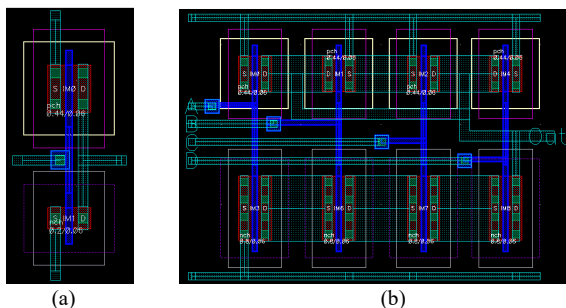 S IM0 D
pch
0.44/0.06
S IM1 D
nch
0.2/0.06
(a)
pch
0.44/0.06
pch
0.44/0.06
S IM0 D
S IM1 S
S IM2 D
D IM4 S
pch
0.44/0.06
pch
0.44/0.06
A
B
C
D
Out
S IM3 D
S IM6 D
S IM7 D
S IM8 D
nch
nch
nch
nch
(b)